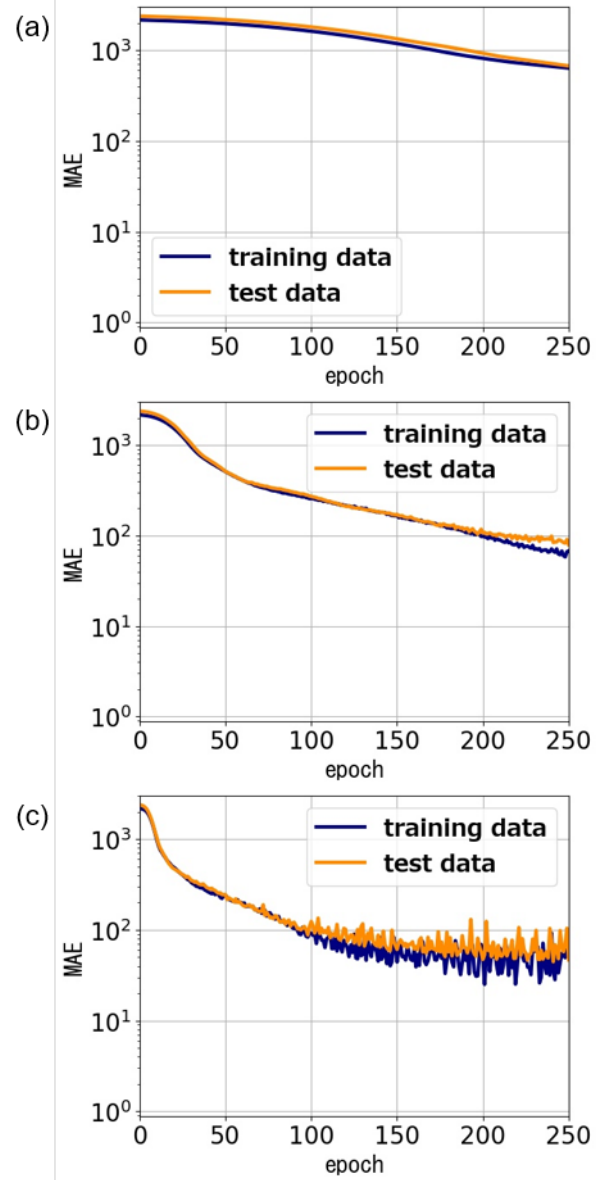 (a)
10³
10²
10¹
10⁰
MAE
training data
test data
0 50 100 150 200 250
epoch
(b)
10³
10²
10¹
10⁰
MAE
training data
test data
0 50 100 150 200 250
epoch
(c)
10³
10²
10¹
10⁰
MAE
training data
test data
0 50 100 150 200 250
epoch